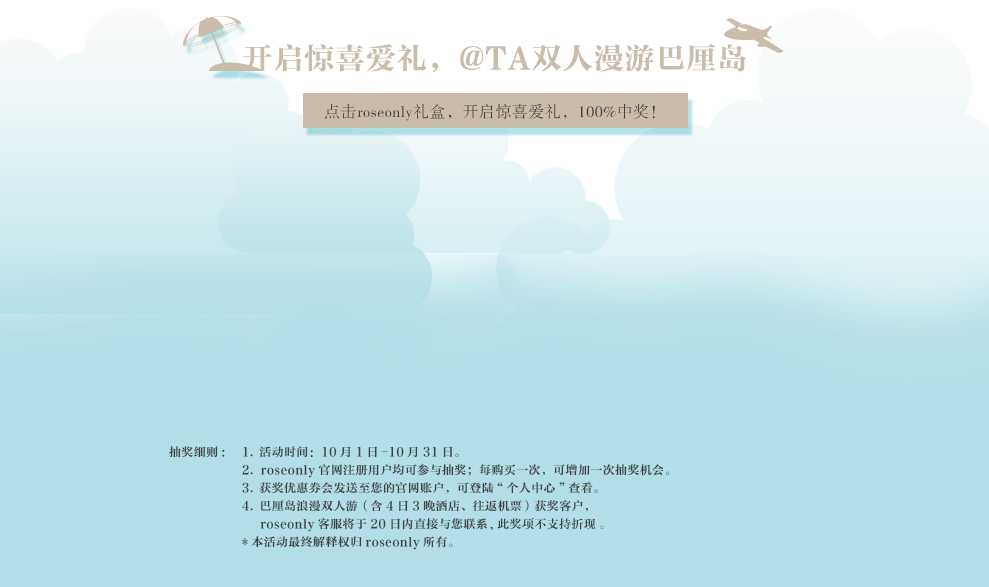 开启惊喜爱礼，@TA双人漫游巴厘岛
点击roseonly礼盒，开启惊喜爱礼，100%中奖！
抽奖细则： 1. 活动时间：10 月 1 日 -10 月 31 日。
2. roseonly 官网注册用户均可参与抽奖；每购买一次，可增加一次抽奖机会。
3. 获奖优惠券会发送至您的官网账户，可登陆“个人中心”查看。
4. 巴厘岛浪漫双人游（含 4 日 3 晚酒店、往返机票）获奖客户，
roseonly 客服将于 20 日内直接与您联系，此奖项不支持折现。
* 本活动最终解释权归 roseonly 所有。